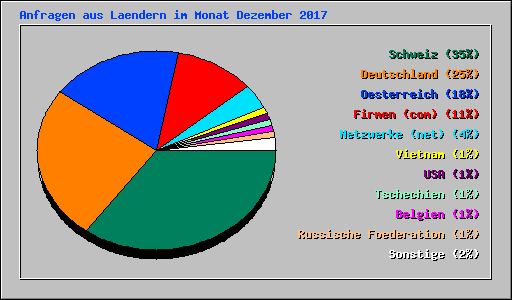 Anfragen aus Laendern im Monat Dezember 2017
Schweiz (35%)
Deutschland (25%)
Oesterreich (18%)
Firmen (com) (11%)
Netzwerke (net) (4%)
Vietnam (1%)
USA (1%)
Tschechien (1%)
Belgien (1%)
Russische Foederation (1%)
Sonstige (2%)